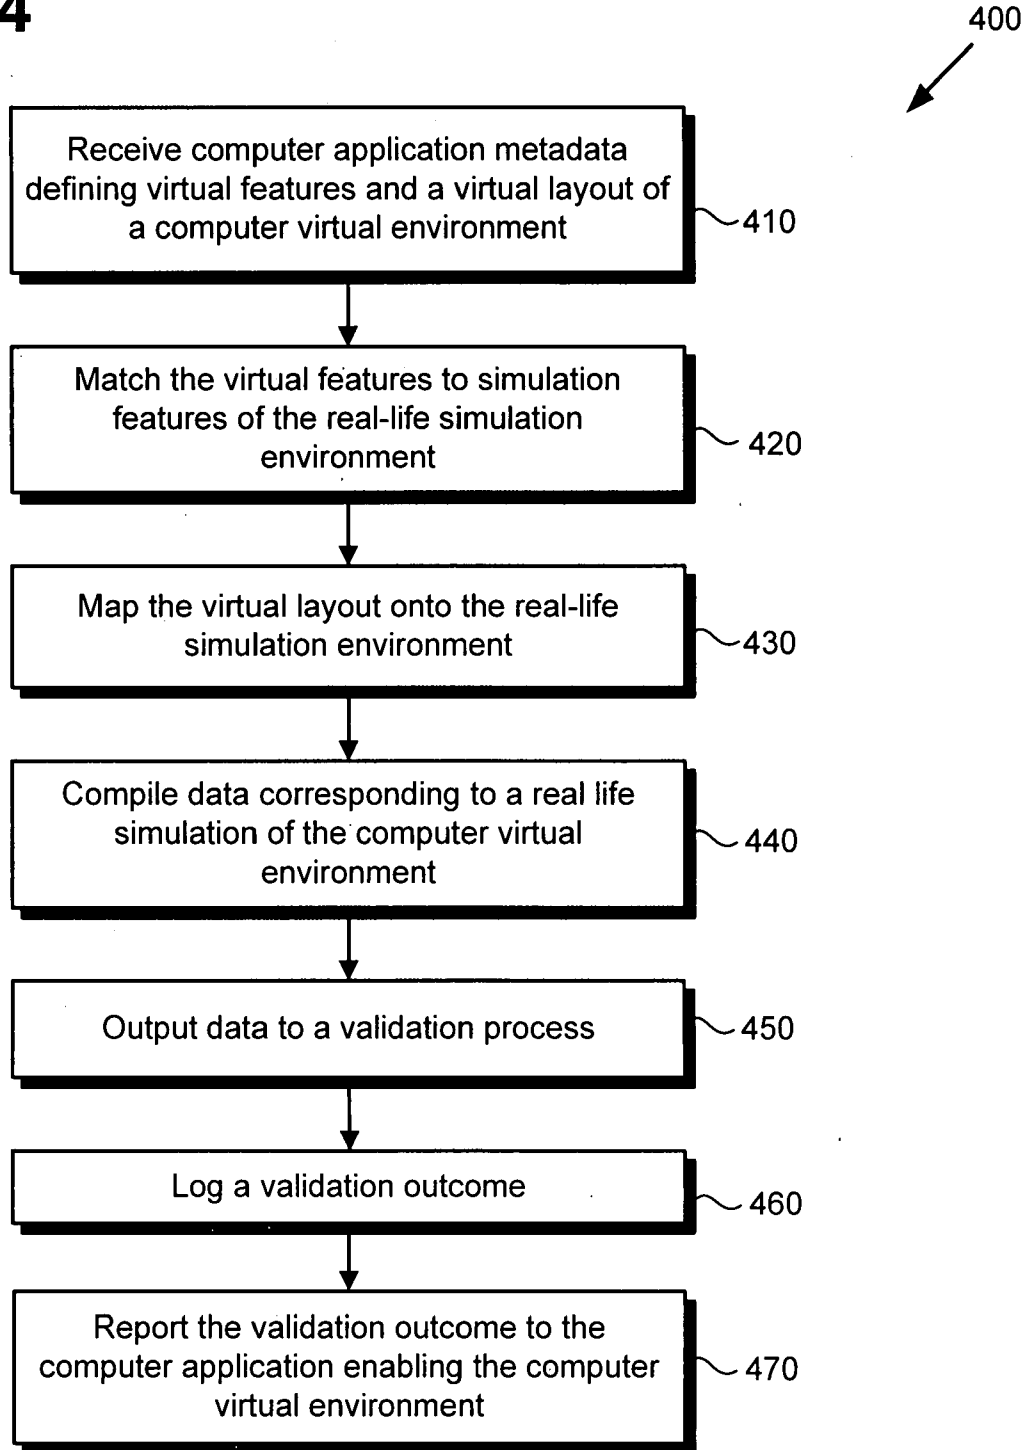 4
400
Receive computer application metadata
defining virtual features and a virtual layout of
a computer virtual environment
410
Match the virtual features to simulation
features of the real-life simulation
environment
420
Map the virtual layout onto the real-life
simulation environment
430
Compile data corresponding to a real life
simulation of the computer virtual
environment
440
Output data to a validation process
450
Log a validation outcome
460
Report the validation outcome to the
computer application enabling the computer
virtual environment
470